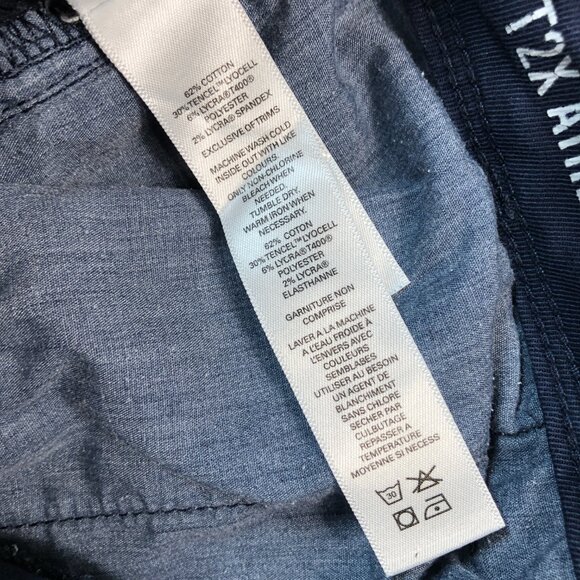 62% COTTON
30% TENCEL™ LYOCELL
6% LYCRA® T400®
POLYESTER
2% LYCRA® SPANDEX
EXCLUSIVE OF TRIMS
MACHINE WASH COLD
INSIDE OUT WITH LIKE
COLOURS.
ONLY NON-CHLORINE
BLEACH WHEN
NEEDED.
TUMBLE DRY.
WARM IRON WHEN
NECESSARY.
62% COTON
30% TENCEL™ LYOCELL
6% LYCRA® T400®
POLYESTER
2% LYCRA®
ELASTHANNE
GARNITURE NON
COMPRISE
LAVER A LA MACHINE
A L'EAU FROIDE À
L'ENVERS AVEC
COULEURS
SEMBLABLES
UTILISER AU BESOIN
UN AGENT DE
BLANCHIMENT
SANS CHLORE
SECHER PAR
CULBUTAGE
REPASSER A
TEMPERATURE
MOYENNE SI NECESS
30
T2X